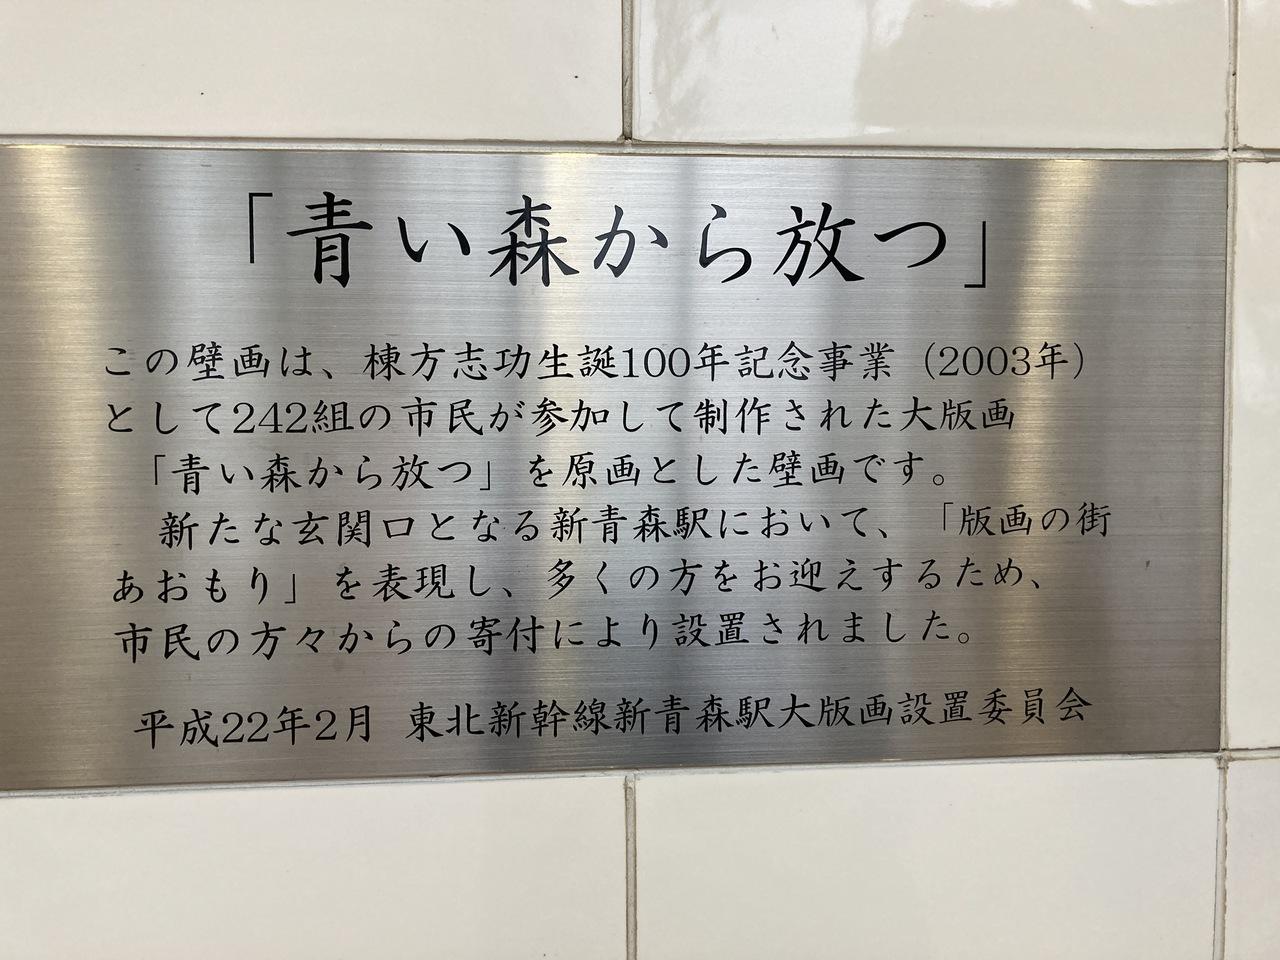 「青い森から放つ」
この壁画は、棟方志功生誕100年記念事業（2003年）
として242組の市民が参加して制作された大版画
「青い森から放つ」を原画とした壁画です。
新たな玄関口となる新青森駅において、「版画の街
あおもり」を表現し、多くの方をお迎えするため、
市民の方々からの寄付により設置されました。
平成22年2月 東北新幹線新青森駅大版画設置委員会